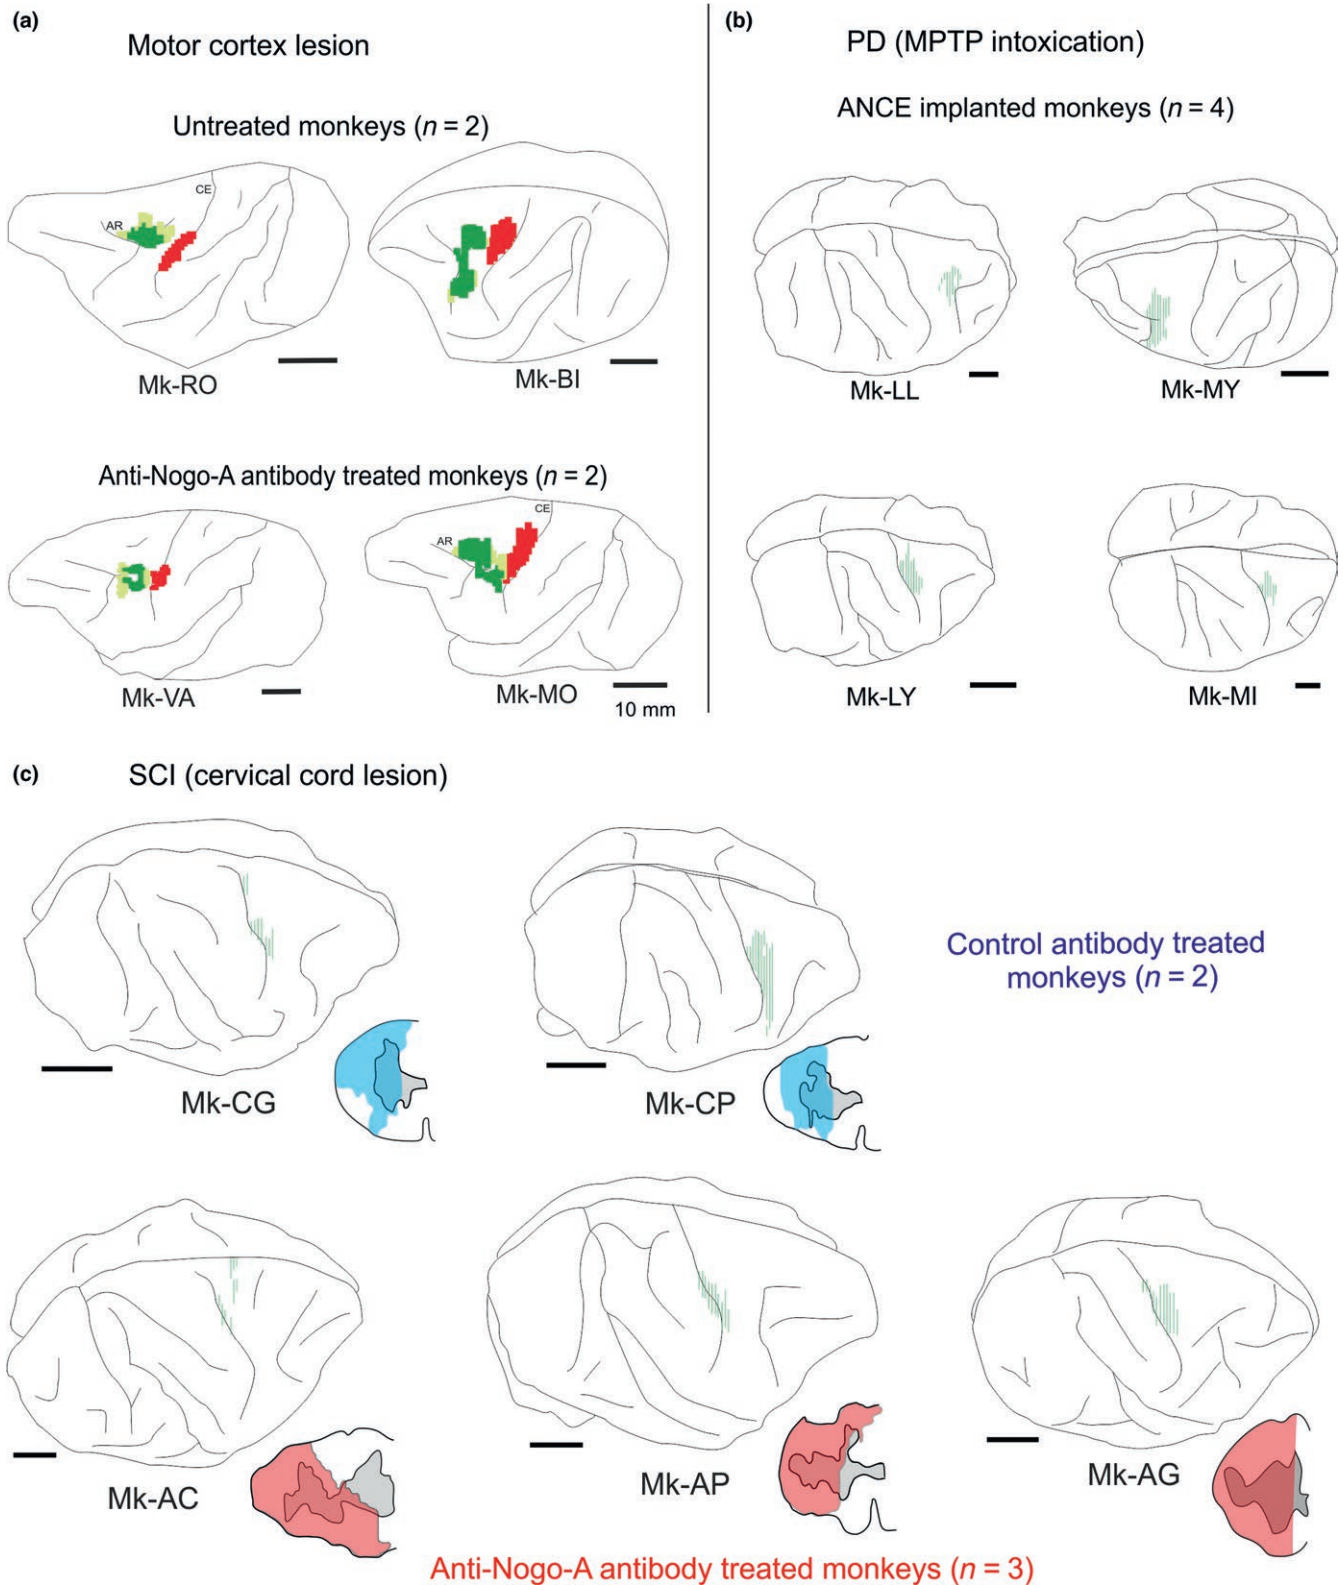 (a)
Motor cortex lesion
Untreated monkeys (n = 2)
CE
AR
Mk-RO
Mk-BI
Anti-Nogo-A antibody treated monkeys (n = 2)
CE
AR
Mk-VA
Mk-MO
10 mm
(b)
PD (MPTP intoxication)
ANCE implanted monkeys (n = 4)
Mk-LL
Mk-MY
Mk-LY
Mk-MI
(c)
SCI (cervical cord lesion)
Control antibody treated
monkeys (n = 2)
Mk-CG
Mk-CP
Mk-AC
Mk-AP
Mk-AG
Anti-Nogo-A antibody treated monkeys (n = 3)